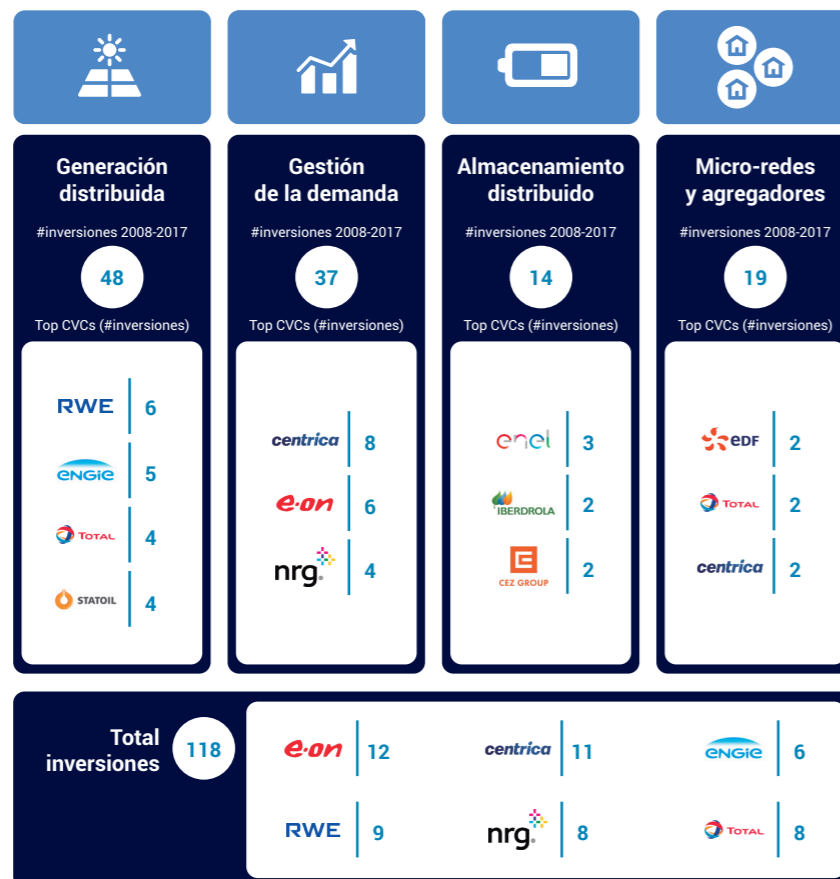 Generación
distribuida
#inversiones 2008-2017
48
Top CVCs (#inversiones)
RWE 6
ENGIE 5
TOTAL 4
STATOIL 4
Gestión
de la demanda
#inversiones 2008-2017
37
Top CVCs (#inversiones)
centrica 8
e·on 6
nrg 4
Almacenamiento
distribuido
#inversiones 2008-2017
14
Top CVCs (#inversiones)
enel 3
IBERDROLA 2
CEZ GROUP 2
Micro-redes
y agregadores
#inversiones 2008-2017
19
Top CVCs (#inversiones)
eDF 2
TOTAL 2
centrica 2
Total
inversiones
118
e·on 12
centrica 11
ENGIE 6
RWE 9
nrg 8
TOTAL 8